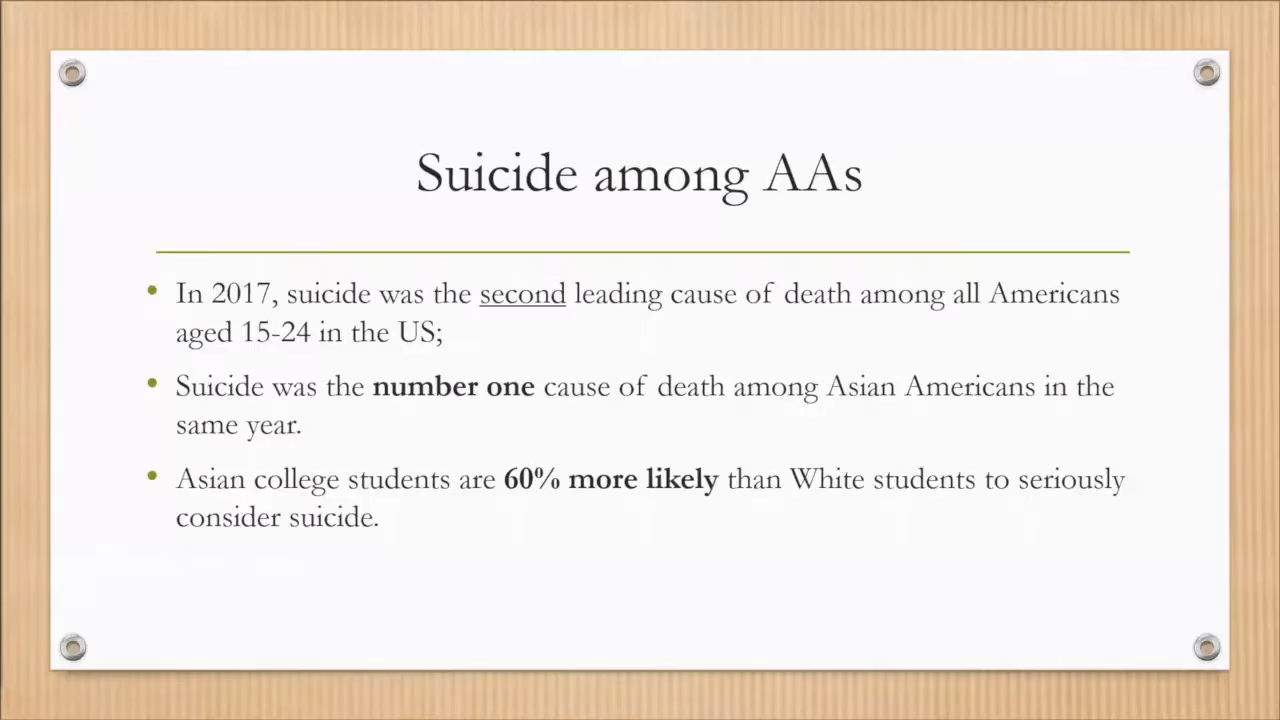 Suicide among AAs
• In 2017, suicide was the second leading cause of death among all Americans
aged 15-24 in the US;
• Suicide was the number one cause of death among Asian Americans in the
same year.
• Asian college students are 60% more likely than White students to seriously
consider suicide.